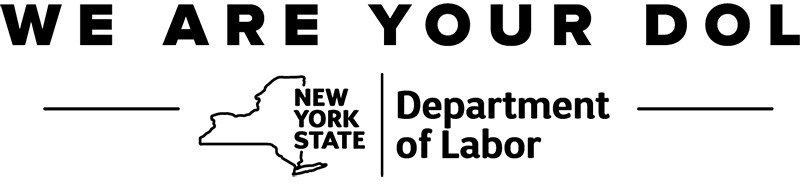 WE ARE YOUR DOL
NEW
YORK
STATE
Department
of Labor